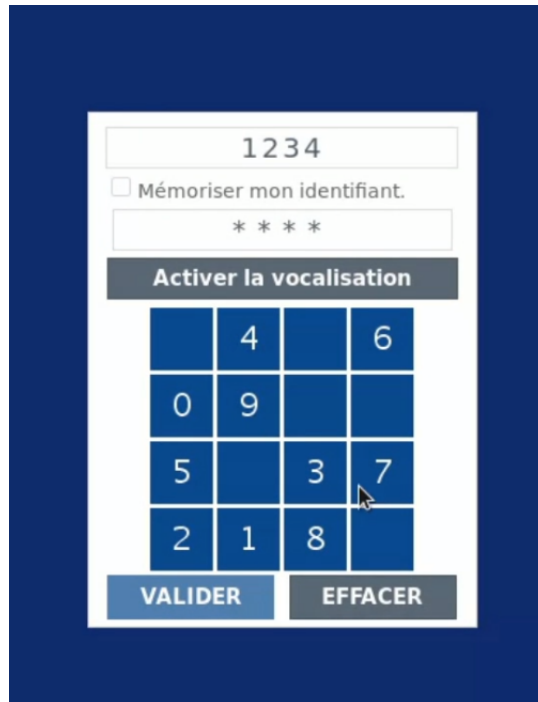 1234
Mémoriser mon identifiant.
* * * *
Activer la vocalisation
4 6
0 9
5 3 7
2 1 8
VALIDER EFFACER